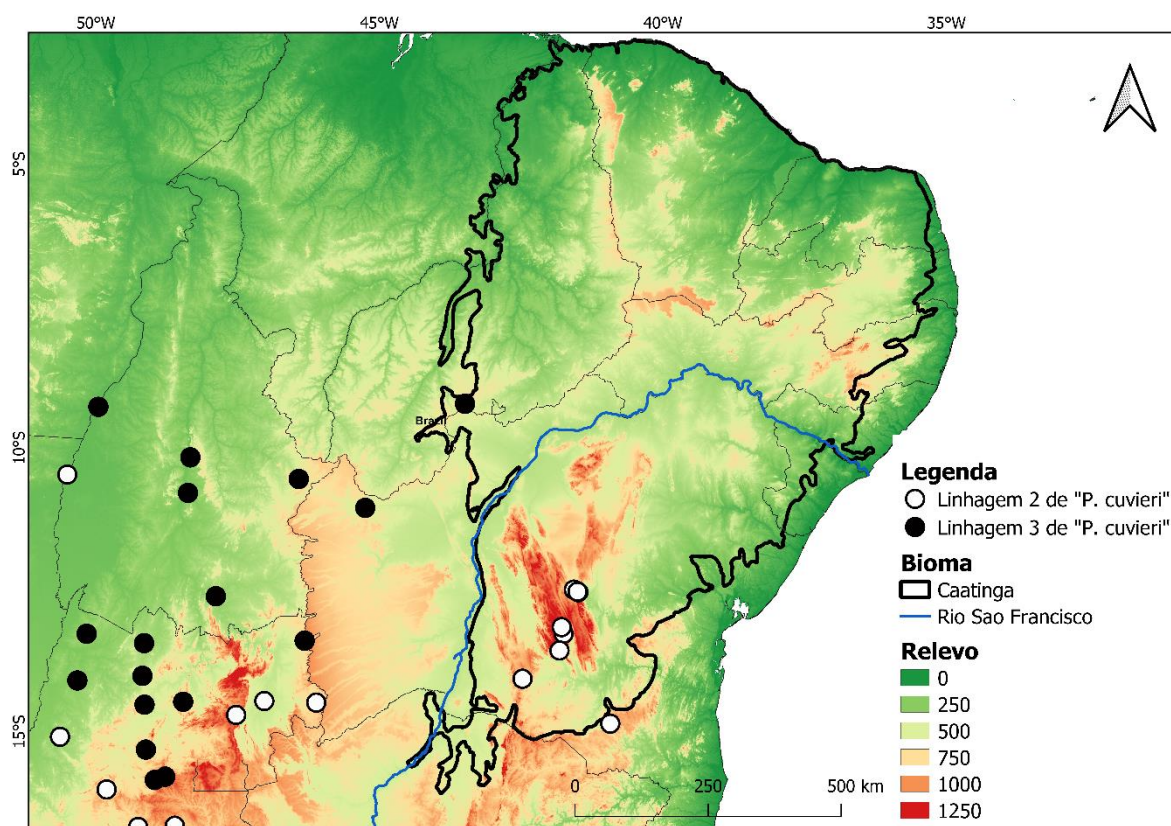 50°W 45°W 40°W 35°W
5°S
10°S
15°S
Brasil
Legenda
Linhagem 2 de "P. cuvieri"
Linhagem 3 de "P. cuvieri"
Bioma
Caatinga
Rio Sao Francisco
Relevo
0
250
500
750
1000
1250
0 250 500 km